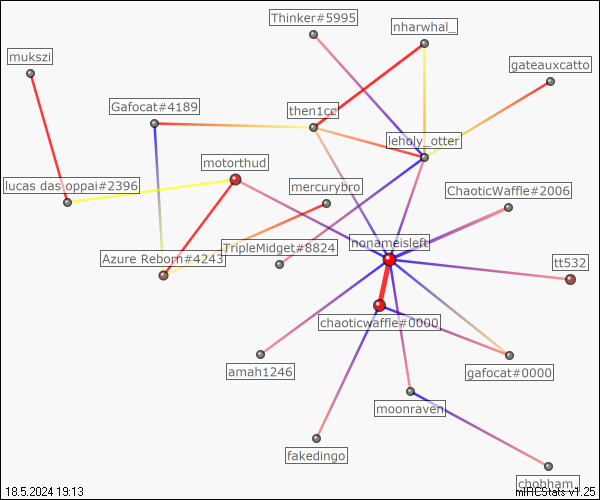 Thinker#5995
nharwhal_
mukszi
gateauxcatto
Gafocat#4189
then1cc
leholy_otter
motorthud
lucas das oppai#2396
mercurybro
ChaoticWaffle#2006
nonameisleft
TripleMidget#8824
Azure Reborn#4243
tt532
chaoticwaffle#0000
amah1246
gafocat#0000
moonraven
fakedingo
chobham_
18.5.2024 19:13
mIRCStats v1.25